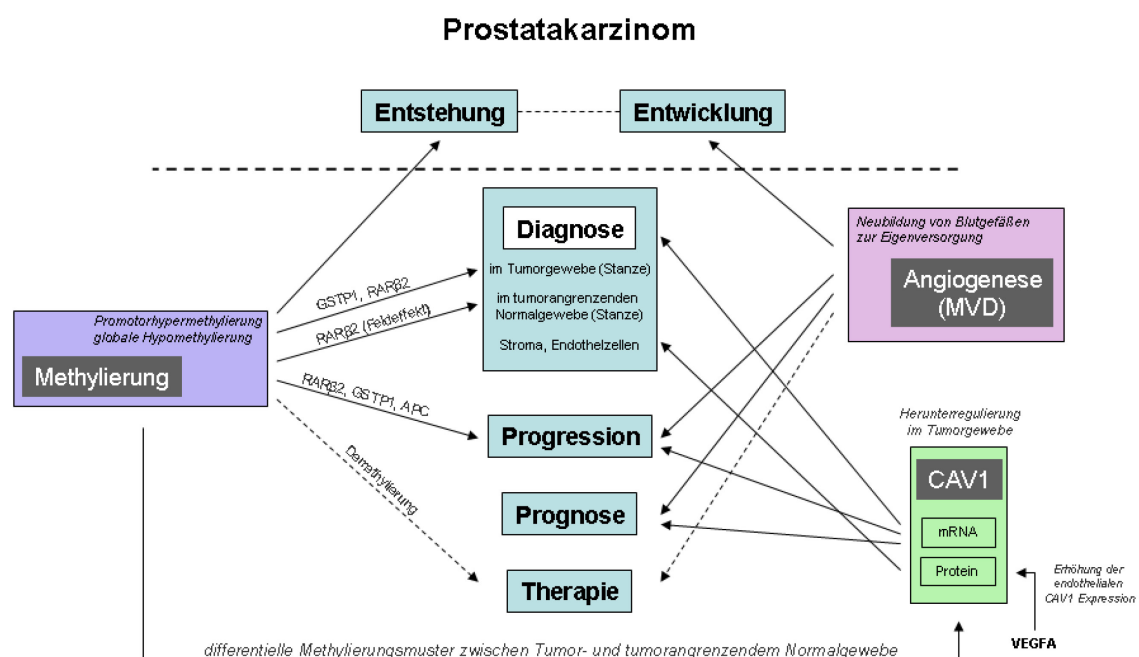 Prostatakarzinom
Entstehung
Entwicklung
Diagnose
im Tumorgewebe (Stanze)
im tumorangrenzenden
Normalgewebe (Stanze)
Stroma, Endothelzellen
Neubildung von Blutgefäßen
zur Eigenversorgung
Angiogenese
(MVD)
GSTP1, RARβ2
RARβ2 (Feldeffekt)
Promotorhypermethylierung
globale Hypomethylierung
Methylierung
RARβ2, GSTP1, APC
Demethylierung
Progression
Prognose
Therapie
Herunterregulierung
im Tumorgewebe
CAV1
mRNA
Protein
Erhöhung der
endothelialen
CAV1 Expression
VEGFA
differentielle Methylierungsmuster zwischen Tumor- und tumorangrenzendem Normalgewebe